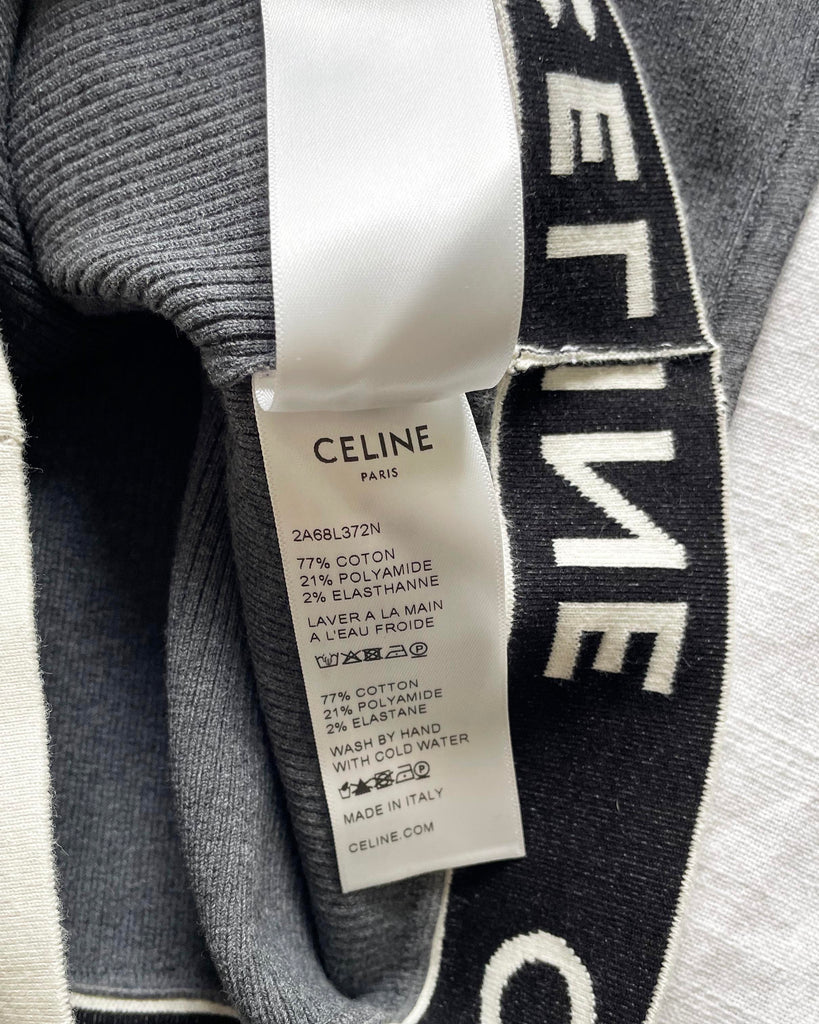 CELINE
PARIS
2A68L372N
77% COTON
21% POLYAMIDE
2% ELASTHANNE
LAVER A LA MAIN
A L'EAU FROIDE
77% COTTON
21% POLYAMIDE
2% ELASTANE
WASH BY HAND
WITH COLD WATER
MADE IN ITALY
CELINE.COM
CELINE
C